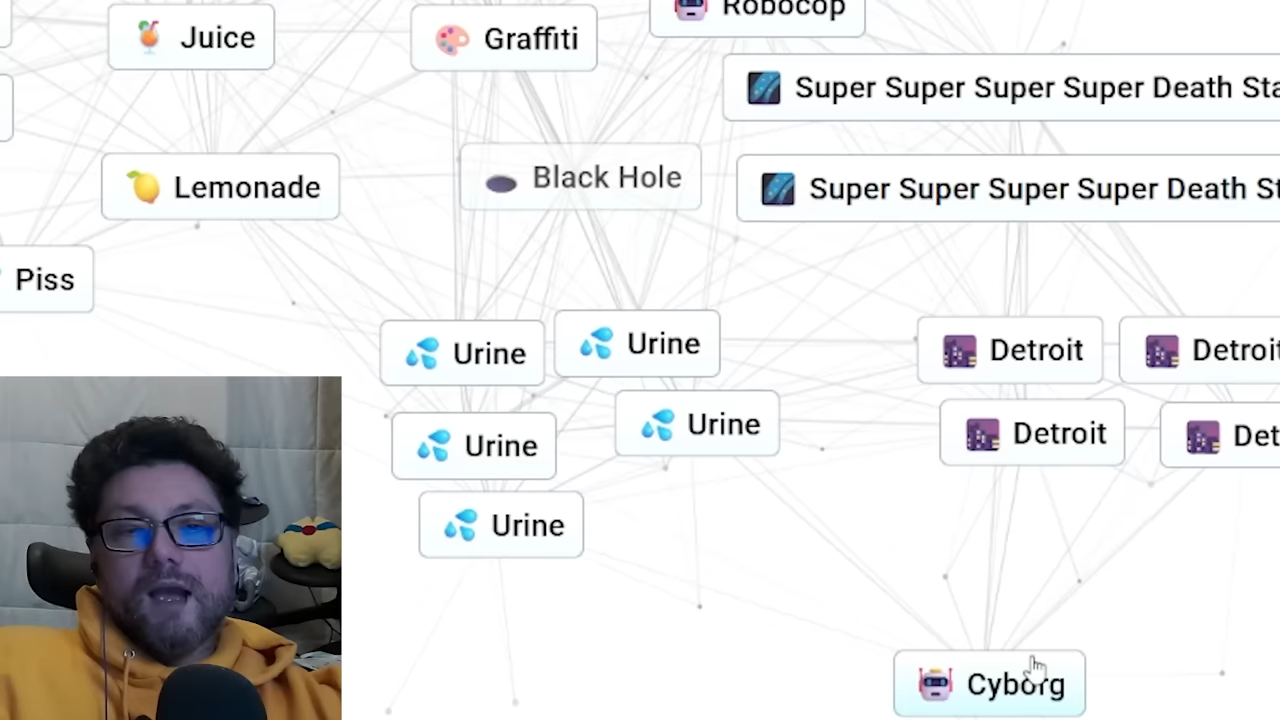 Robocop
Juice
Graffiti
Super Super Super Super Death Sta
Black Hole
Lemonade
Super Super Super Super Death St
Piss
Urine
Urine
Detroit
Detroit
Urine
Urine
Detroit
Det
Urine
Cyborg